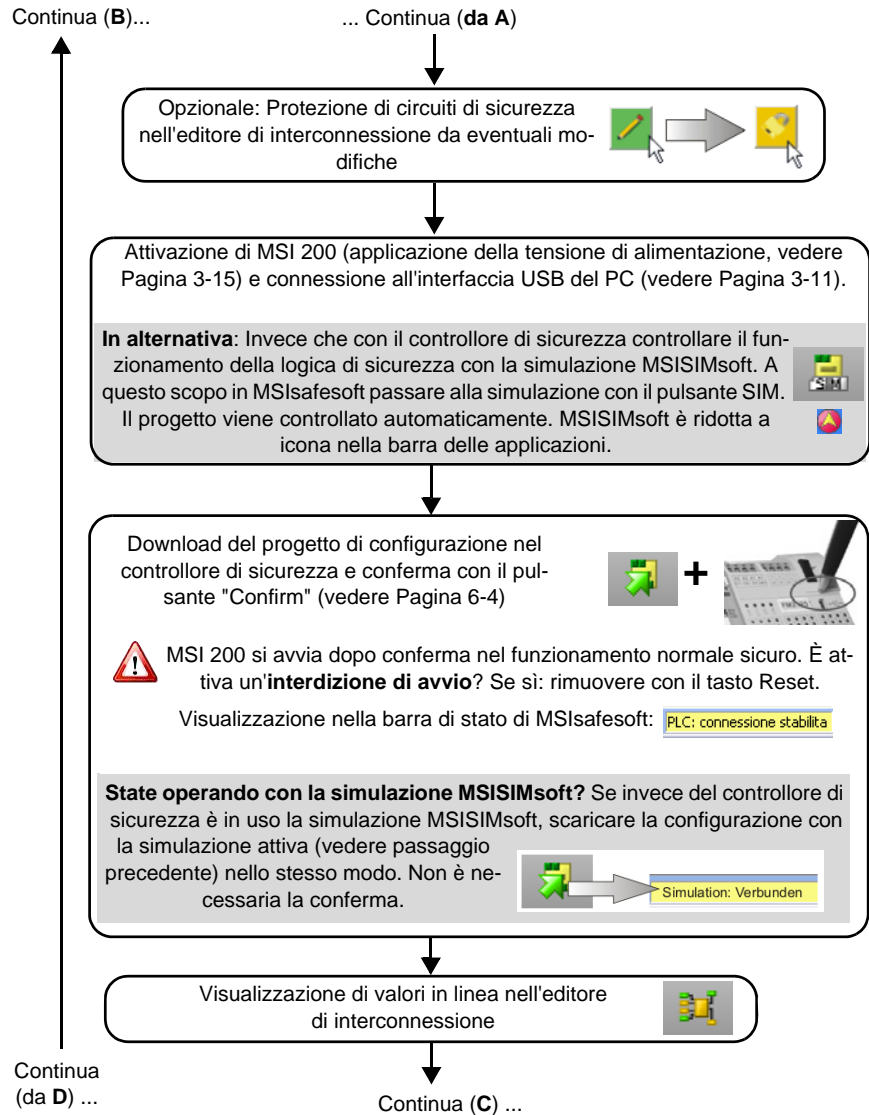 Continua (B)...
... Continua (da A)
Opzionale: Protezione di circuiti di sicurezza
nell'editore di interconnessione da eventuali mo-
difiche
Attivazione di MSI 200 (applicazione della tensione di alimentazione, vedere
Pagina 3-15) e connessione all'interfaccia USB del PC (vedere Pagina 3-11).
In alternativa: Invece che con il controllore di sicurezza controllare il fun-
zionamento della logica di sicurezza con la simulazione MSISIMsoft. A
questo scopo in MSIsafesoft passare alla simulazione con il pulsante SIM.
Il progetto viene controllato automaticamente. MSISIMsoft è ridotta a
icona nella barra delle applicazioni.
SIM
Download del progetto di configurazione nel
controllore di sicurezza e conferma con il pul-
sante "Confirm" (vedere Pagina 6-4)
+
MSI 200 si avvia dopo conferma nel funzionamento normale sicuro. È at-
tiva un'interdizione di avvio? Se sì: rimuovere con il tasto Reset.
Visualizzazione nella barra di stato di MSIsafesoft:
PLC: connessione stabilita
State operando con la simulazione MSISIMsoft? Se invece del controllore di
sicurezza è in uso la simulazione MSISIMsoft, scaricare la configurazione con
la simulazione attiva (vedere passaggio
precedente) nello stesso modo. Non è ne-
cessaria la conferma.
Simulation: Verbunden
Visualizzazione di valori in linea nell'editore
di interconnessione
Continua
(da D) ...
Continua (C) ...